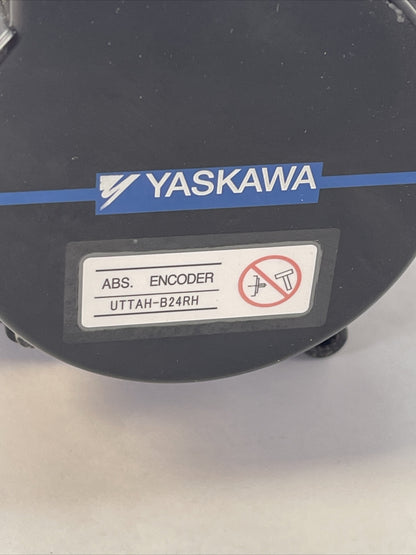 YASKAWA
ABS. ENCODER
UTTAH-B24RH